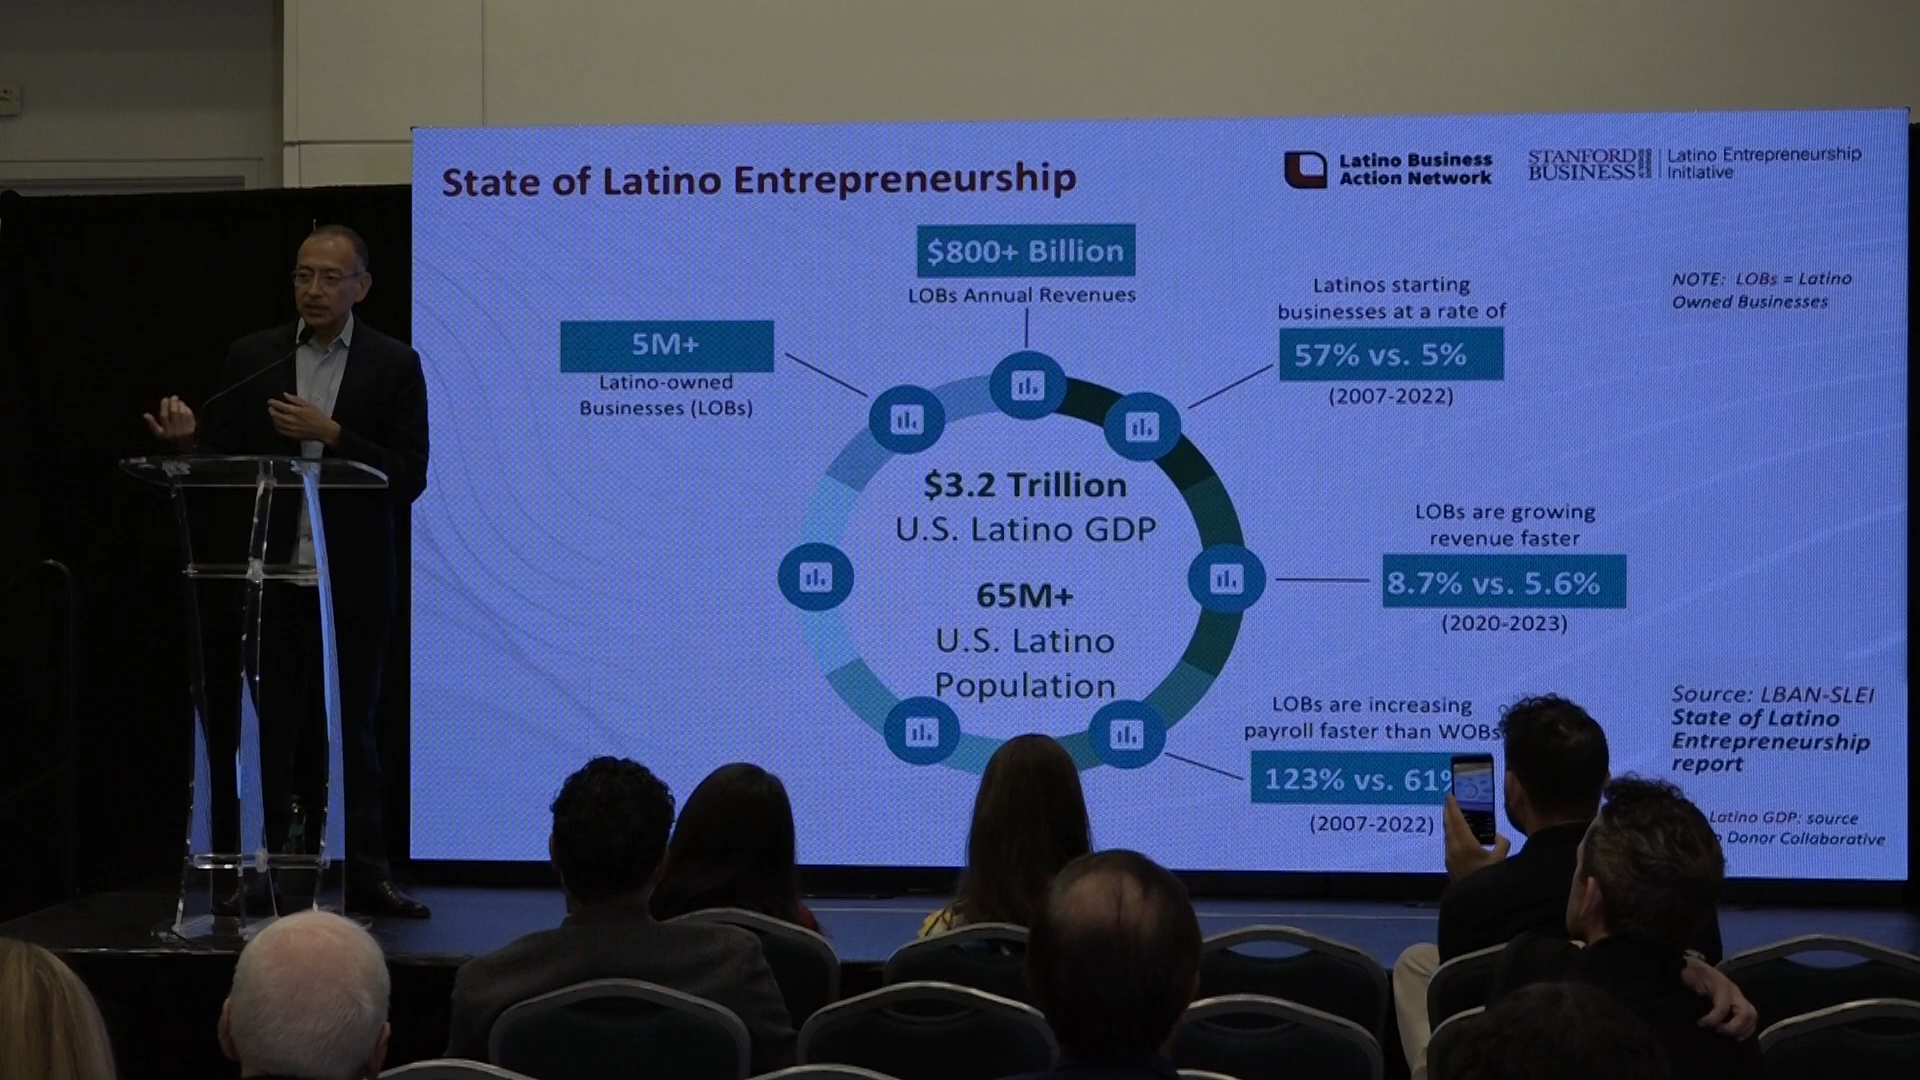 State of Latino Entrepreneurship
Latino Business
Action Network
STANFORD
BUSINESS
Latino Entrepreneurship
Initiative
$800+ Billion
LOBs Annual Revenues
5M+
Latino-owned
Businesses (LOBs)
Latinos starting
businesses at a rate of
57% vs. 5%
(2007-2022)
NOTE: LOBs = Latino
Owned Businesses
$3.2 Trillion
U.S. Latino GDP
65M+
U.S. Latino
Population
LOBs are growing
revenue faster
8.7% vs. 5.6%
(2020-2023)
LOBs are increasing
payroll faster than WOBs
123% vs. 61%
(2007-2022)
Source: LBAN-SLEI
State of Latino
Entrepreneurship
report
Latino GDP: source
Donor Collaborative